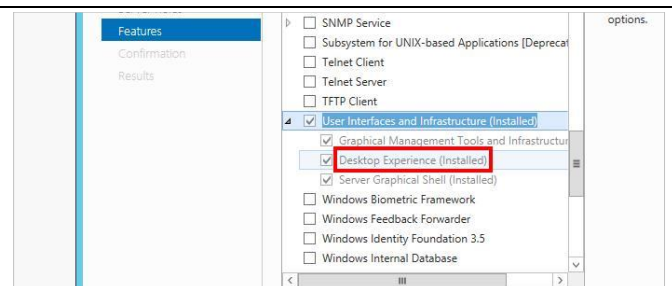 Features
Confirmation
Results
SNMP Service
Subsystem for UNIX-based Applications [Deprecat
Telnet Client
Telnet Server
TFTP Client
User Interfaces and Infrastructure (Installed)
Graphical Management Tools and Infrastructur
Desktop Experience (Installed)
Server Graphical Shell (Installed)
Windows Biometric Framework
Windows Feedback Forwarder
Windows Identity Foundation 3.5
Windows Internal Database
options.